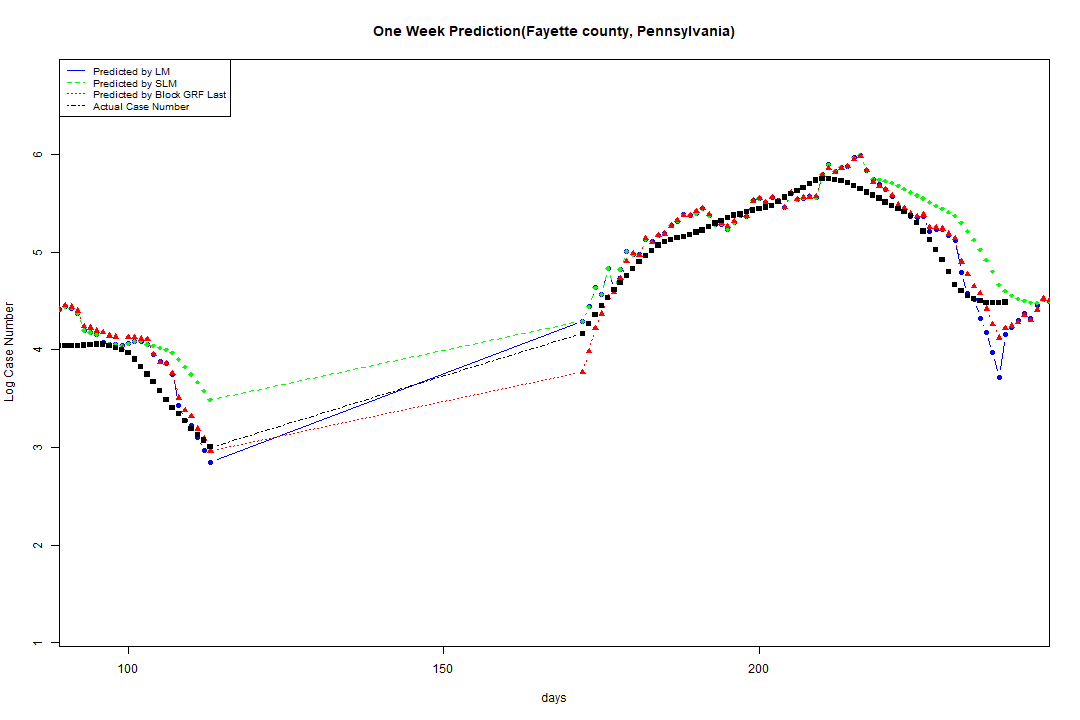 One Week Prediction(Fayette county, Pennsylvania)
Predicted by LM
Predicted by SLM
Predicted by Block GRF Last
Actual Case Number
6
5
4
3
2
1
Log Case Number
100 150 200
days